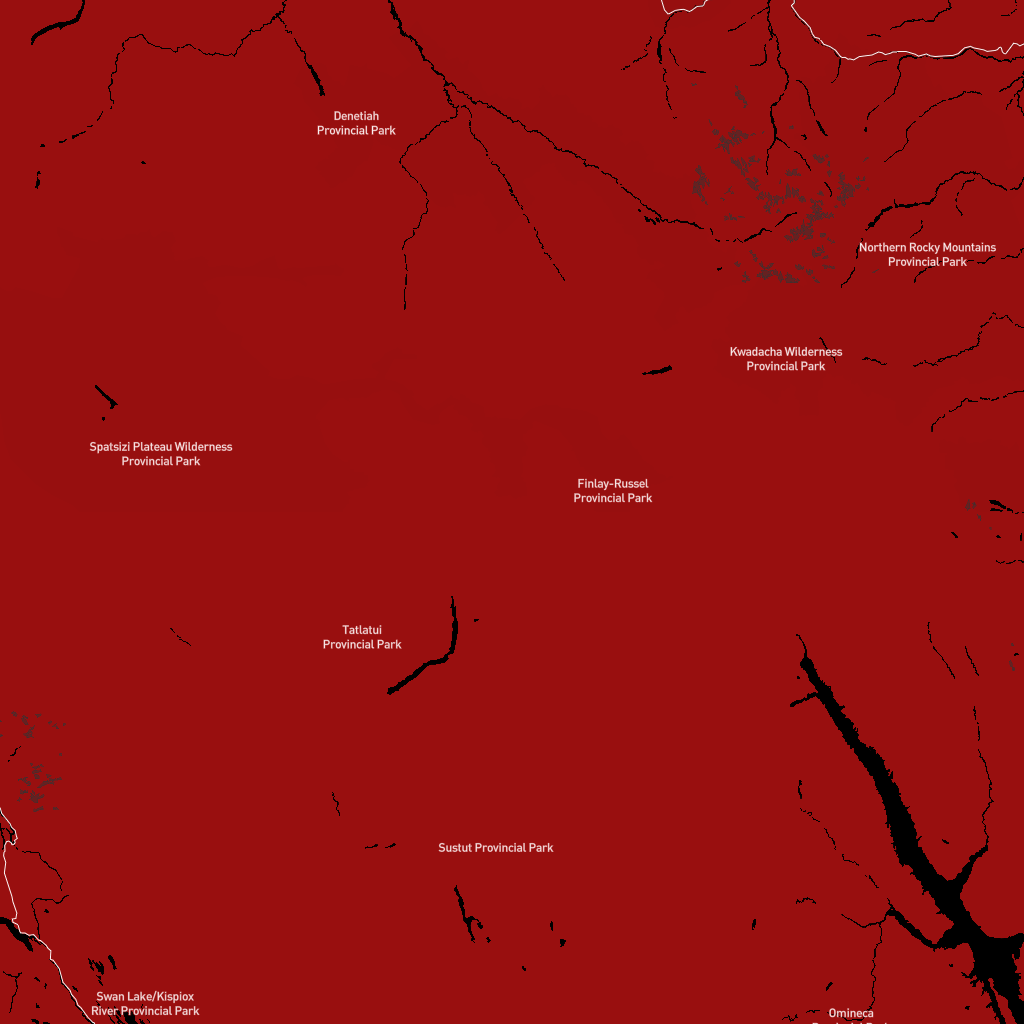 Denetiah
Provincial Park
Northern Rocky Mountains
Provincial Park
Kwadacha Wilderness
Provincial Park
Spatsizi Plateau Wilderness
Provincial Park
Finlay-Russel
Provincial Park
Tatlatui
Provincial Park
Sustut Provincial Park
Swan Lake/Kispiox
River Provincial Park
Omineca